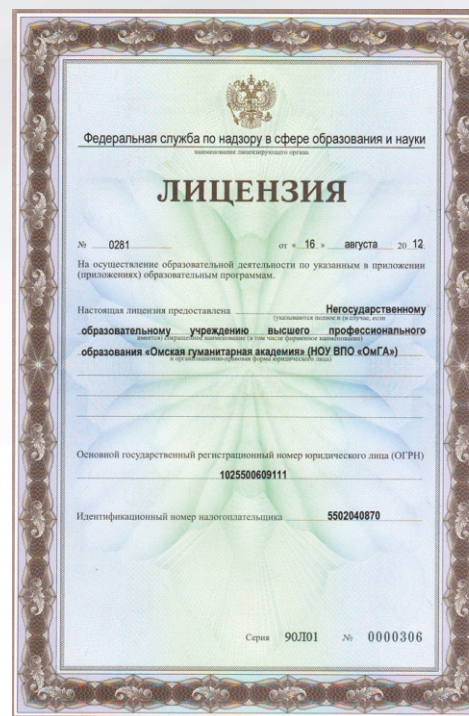 Федеральная служба по надзору в сфере образования и науки
наименование лицензирующего органа
ЛИЦЕНЗИЯ
№ 0281 от « 16 » августа 20 12
На осуществление образовательной деятельности по указанным в приложении
(приложениях) образовательным программам.
Настоящая лицензия предоставлена Негосударственному
(указываются полное и (в случае, если
образовательному учреждению высшего профессионального
имеется) сокращенное наименование (в том числе фирменное наименование)
образования «Омская гуманитарная академия» (НОУ ВПО «ОмГА»)
и организационно-правовая форма юридического лица)
Основной государственный регистрационный номер юридического лица (ОГРН)
1025500609111
Идентификационный номер налогоплательщика 5502040870
Серия 90Л01 № 0000306